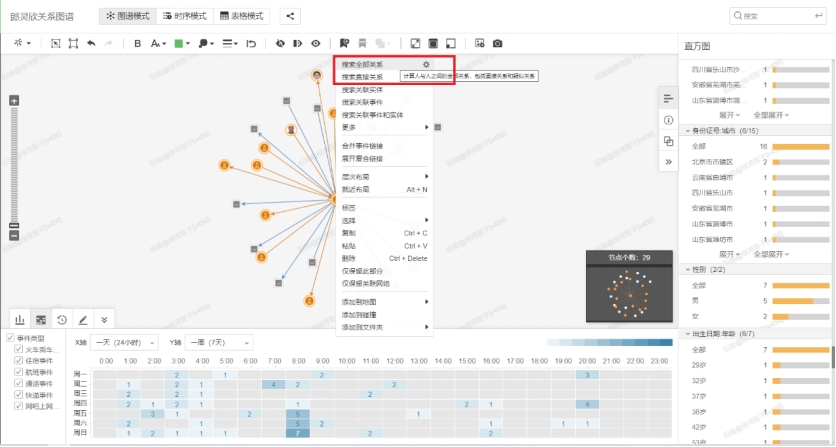 郎灵欣关系图谱
图谱模式
时序模式
表格模式
搜索
B
A
搜索全部关系
搜索直接关系
计算人与人之间的全部关系，包括直接关系和疑似关系
搜索关联实体
搜索关联事件
搜索关联事件和实体
更多
合并事件链接
展开复合链接
层次布局
就近布局 Alt + N
标签
选择
复制 Ctrl + C
粘贴 Ctrl + V
删除 Ctrl + Delete
仅保留此部分
仅保留关联网络
添加到地图
添加到碰撞
添加到文件夹
节点个数：29
直方图
四川省乐山市沙... 1
安徽省芜湖市芜... 1
山东省淄博市淄... 1
展开 全部展开
身份证号:城市 (6/15)
全部 16
北京市市辖区 2
云南省曲靖市 1
四川省乐山市 1
安徽省芜湖市 1
山东省淄博市 1
山东省潍坊市 1
展开 全部展开
性别 (2/2)
全部 7
男 5
女 2
出生日期:年龄 (6/7)
全部 7
29岁 1
32岁 1
37岁 1
38岁 1
42岁 1
53岁
事件类型
火车乘车...
住宿事件
航班事件
通话事件
快递事件
网吧上网...
X轴 一天 (24小时)
Y轴 一周 (7天)
0:00 1:00 2:00 3:00 4:00 5:00 6:00 7:00 8:00 9:00 10:00 11:00 12:00 13:00 14:00 15:00 16:00 17:00 18:00 19:00 20:00 21:00 22:00 23:00
周一 2 1 2 3
周二 1 2 1 4 2 1
周三 2 2 1 2
周四 2 1 2 1 1 2 1 4
周五 3 1 2 5 1
周六 1 2 1 5 1 1 1
周日 1 2 1 7 2 1